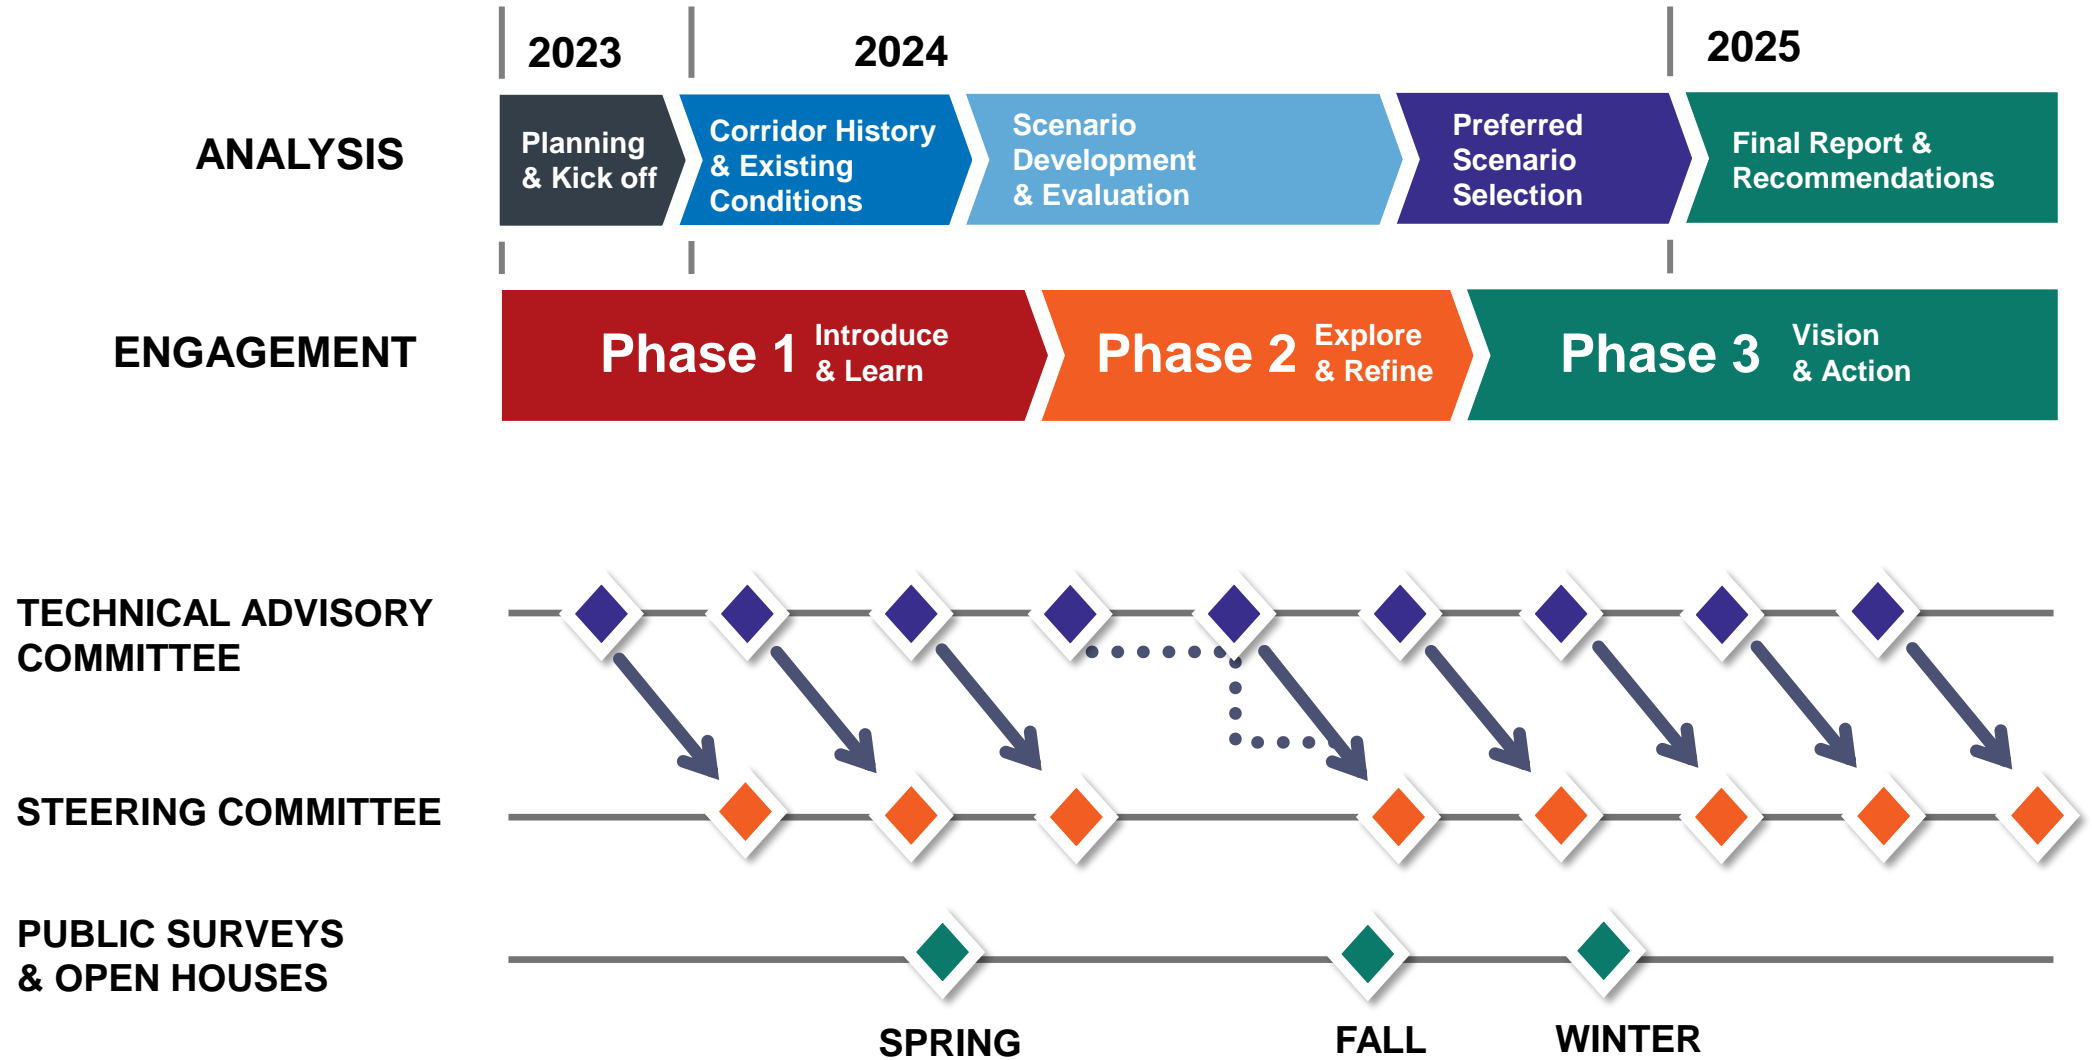 2023
2024
2025
ANALYSIS
Planning
& Kick off
Corridor History
& Existing
Conditions
Scenario
Development
& Evaluation
Preferred
Scenario
Selection
Final Report &
Recommendations
ENGAGEMENT
Phase 1
Introduce
& Learn
Phase 2
Explore
& Refine
Phase 3
Vision
& Action
TECHNICAL ADVISORY
COMMITTEE
STEERING COMMITTEE
PUBLIC SURVEYS
& OPEN HOUSES
SPRING
FALL
WINTER